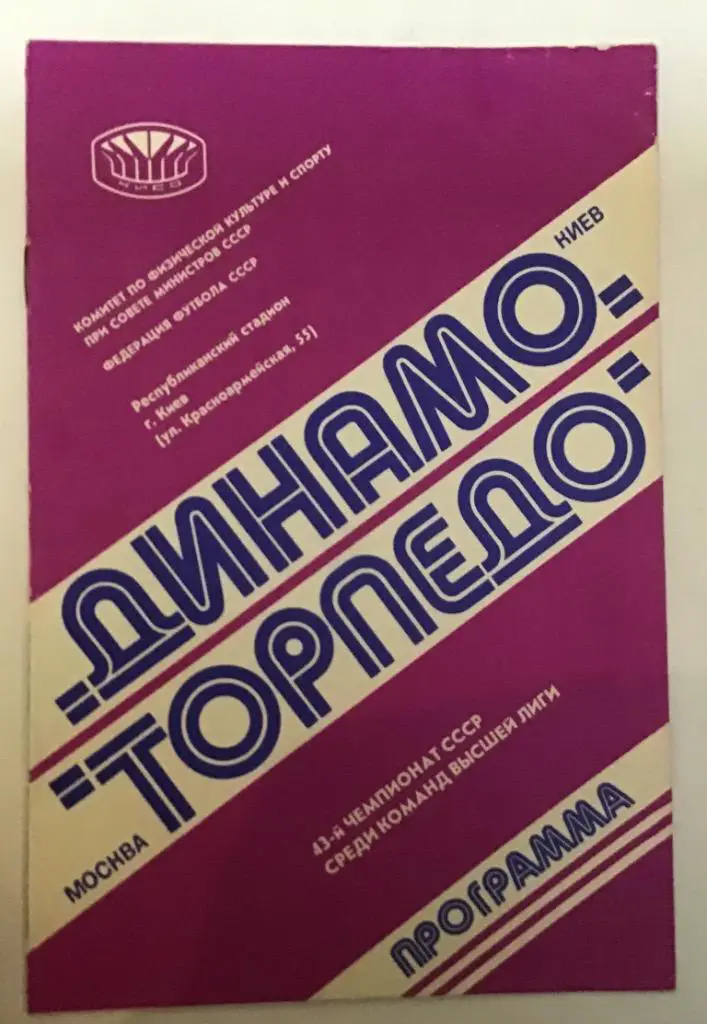 КИЕВ
КОМИТЕТ ПО ФИЗИЧЕСКОЙ КУЛЬТУРЕ И СПОРТУ
ПРИ СОВЕТЕ МИНИСТРОВ СССР
ФЕДЕРАЦИЯ ФУТБОЛА СССР
Республиканский стадион
г. Киев
(ул. Красноармейская, 55)
КИЕВ
"ДИНАМО"
"ТОРПЕДО"
МОСКВА
43-й ЧЕМПИОНАТ СССР
СРЕДИ КОМАНД ВЫСШЕЙ ЛИГИ
ПРОГРАММА